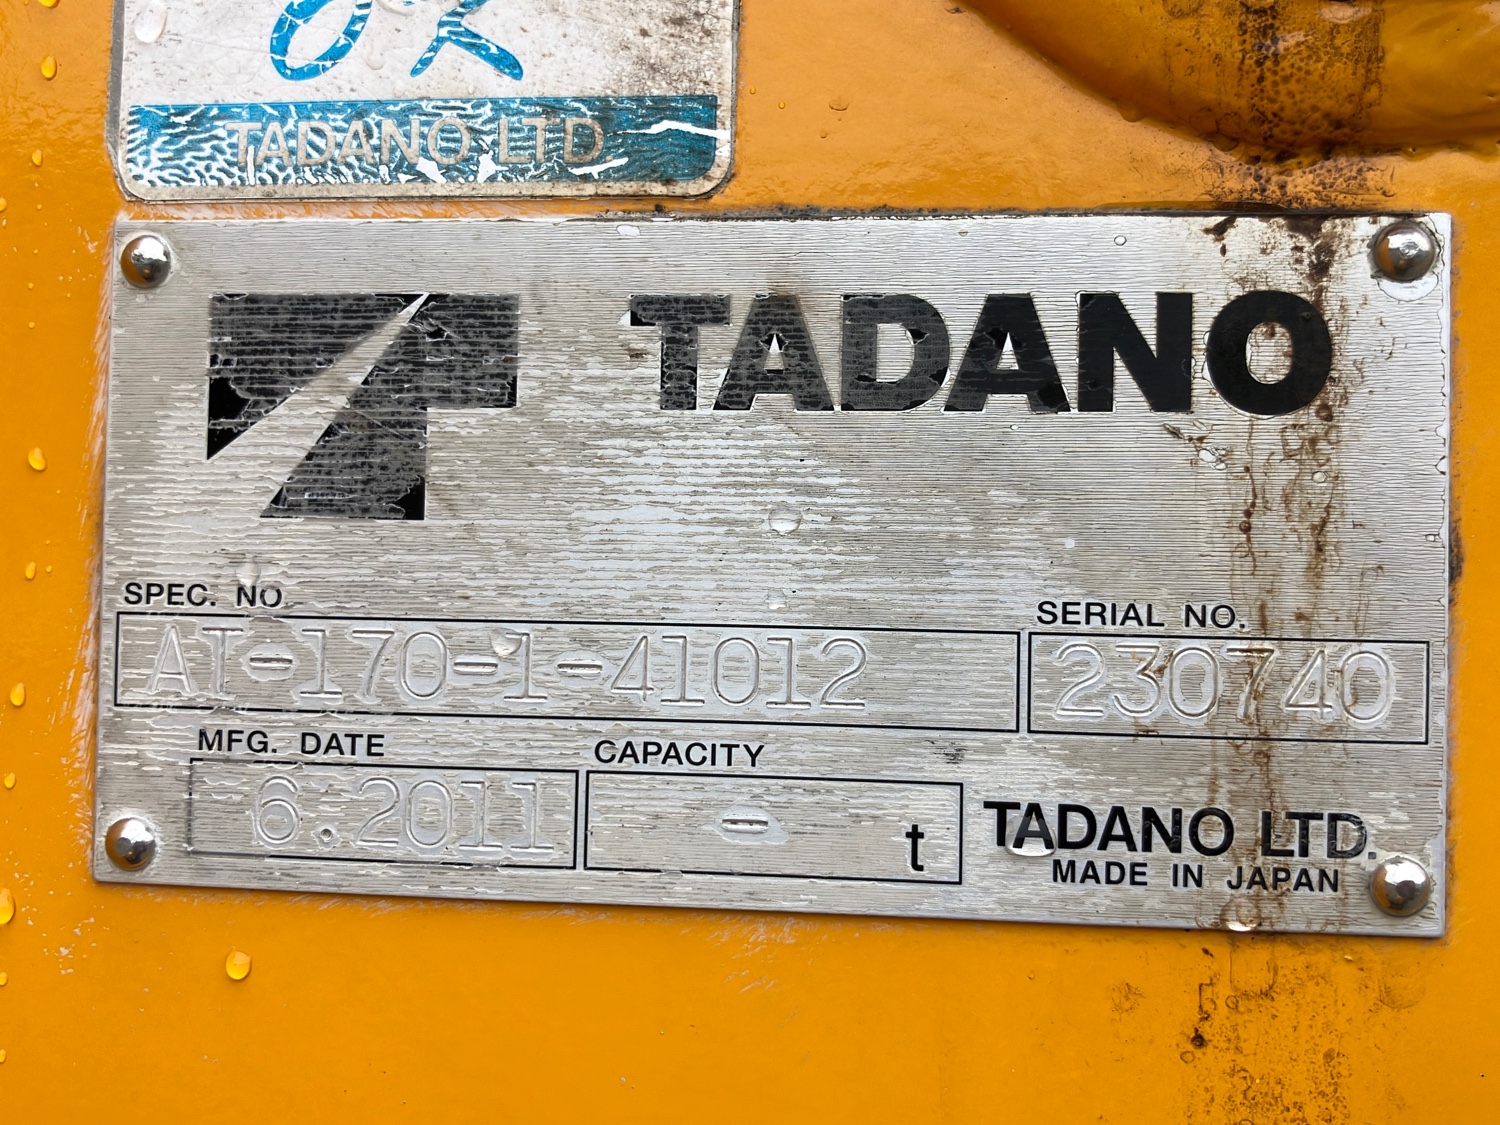 OK
TADANO LTD.
TADANO
SPEC. NO
AT-170-1-41012
SERIAL NO.
230740
MFG. DATE
6.2011
CAPACITY
- t
TADANO LTD.
MADE IN JAPAN